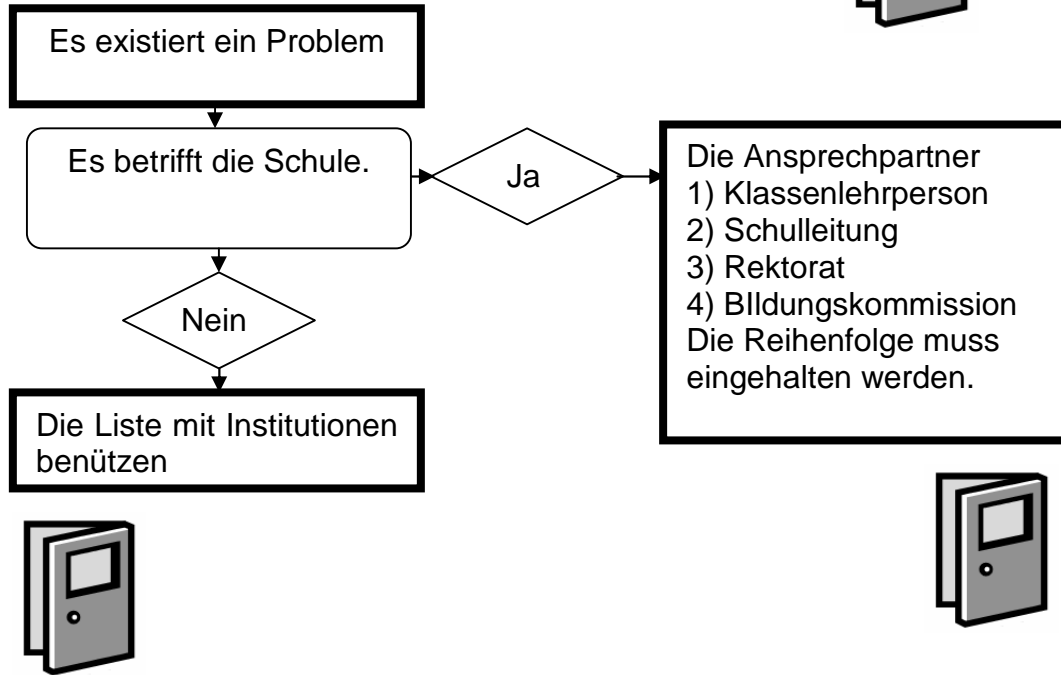 Es existiert ein Problem
Es betrifft die Schule.
Ja
Die Ansprechpartner
1) Klassenlehrperson
2) Schulleitung
3) Rektorat
4) BIldungskommission
Die Reihenfolge muss
eingehalten werden.
Nein
Die Liste mit Institutionen
benützen